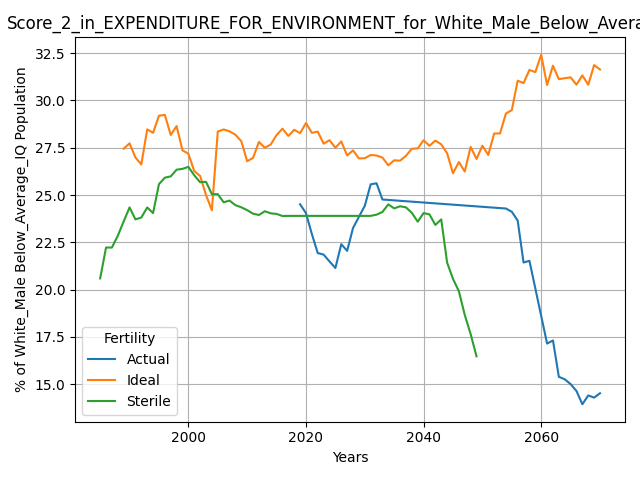 Score_2_in_EXPENDITURE_FOR_ENVIRONMENT_for_White_Male_Below_Avera
% of White_Male Below_Average_IQ Population
32.5
30.0
27.5
25.0
22.5
20.0
17.5
15.0
Fertility
Actual
Ideal
Sterile
2000 2020 2040 2060
Years